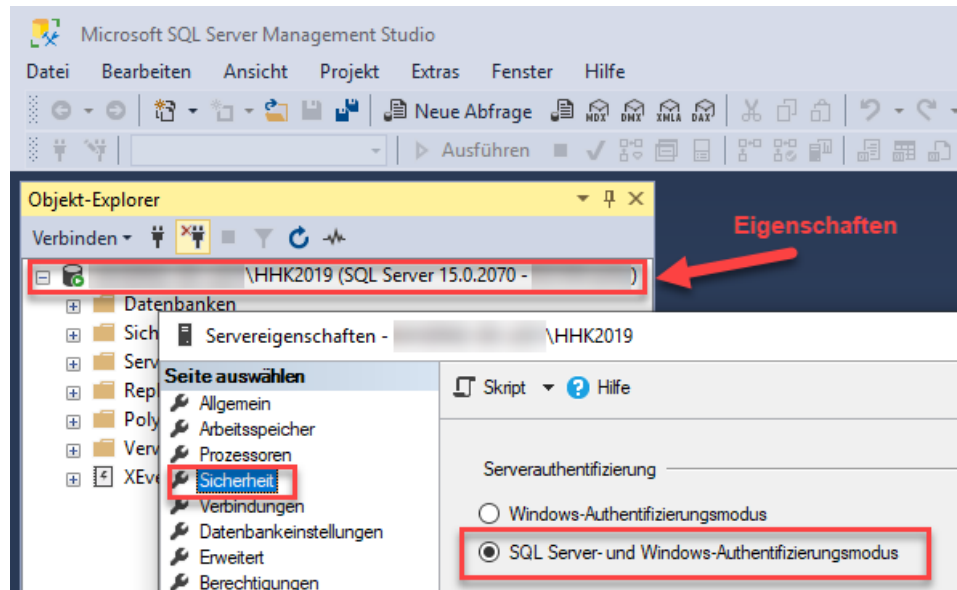 Microsoft SQL Server Management Studio
Datei Bearbeiten Ansicht Projekt Extras Fenster Hilfe
Neue Abfrage MDX DMX XMLA DAX
Ausführen
Objekt-Explorer
Eigenschaften
Verbinden
\HHK2019 (SQL Server 15.0.2070 - )
Datenbanken
Sich
Servereigenschaften - \HHK2019
Serv
Seite auswählen
Skript Hilfe
Repl
Allgemein
Poly
Arbeitsspeicher
Verw
Prozessoren
Serverauthentifizierung
XEve
Sicherheit
Verbindungen
Windows-Authentifizierungsmodus
Datenbankeinstellungen
Erweitert
SQL Server- und Windows-Authentifizierungsmodus
Berechtigungen